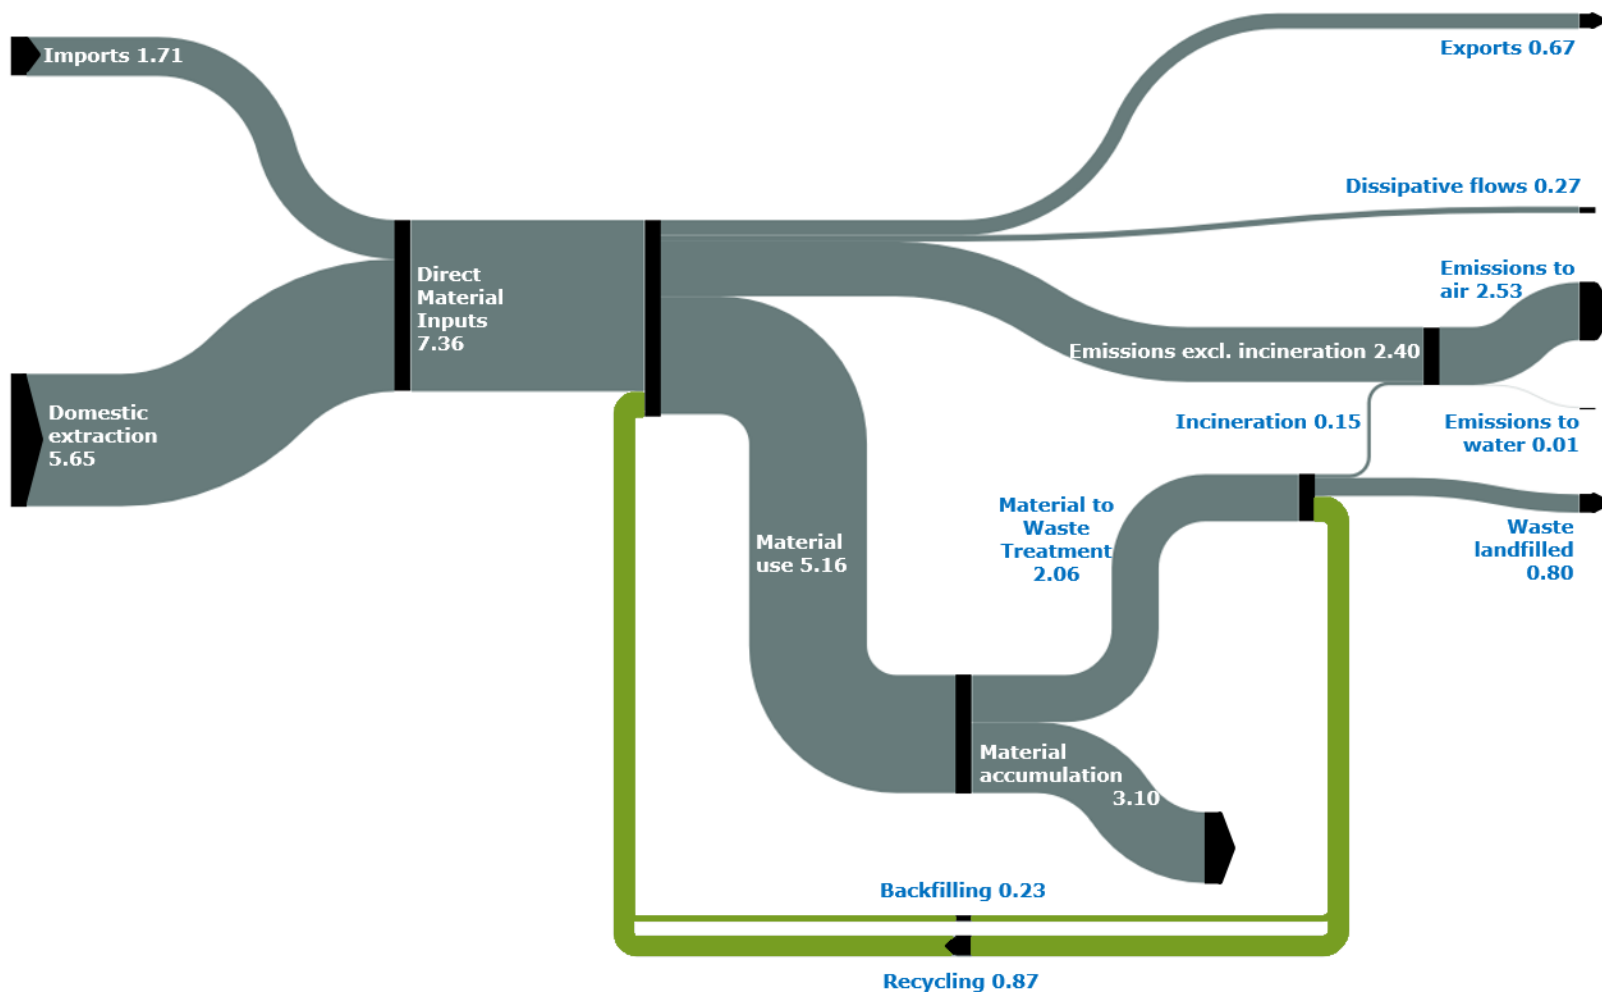 Imports 1.71
Exports 0.67
Dissipative flows 0.27
Direct
Material
Inputs
7.36
Emissions to
air 2.53
Emissions excl. incineration 2.40
Domestic
extraction
5.65
Incineration 0.15
Emissions to
water 0.01
Material
use 5.16
Material to
Waste
Treatment
2.06
Waste
landfilled
0.80
Material
accumulation
3.10
Backfilling 0.23
Recycling 0.87